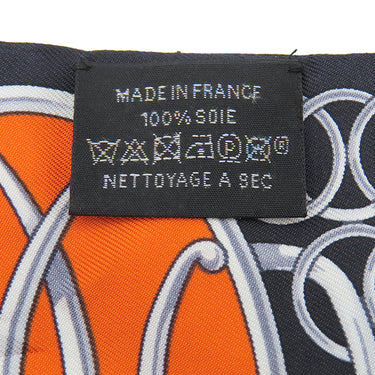 MADE IN FRANCE
100% SOIE
Ⓟ ®
NETTOYAGE A SEC